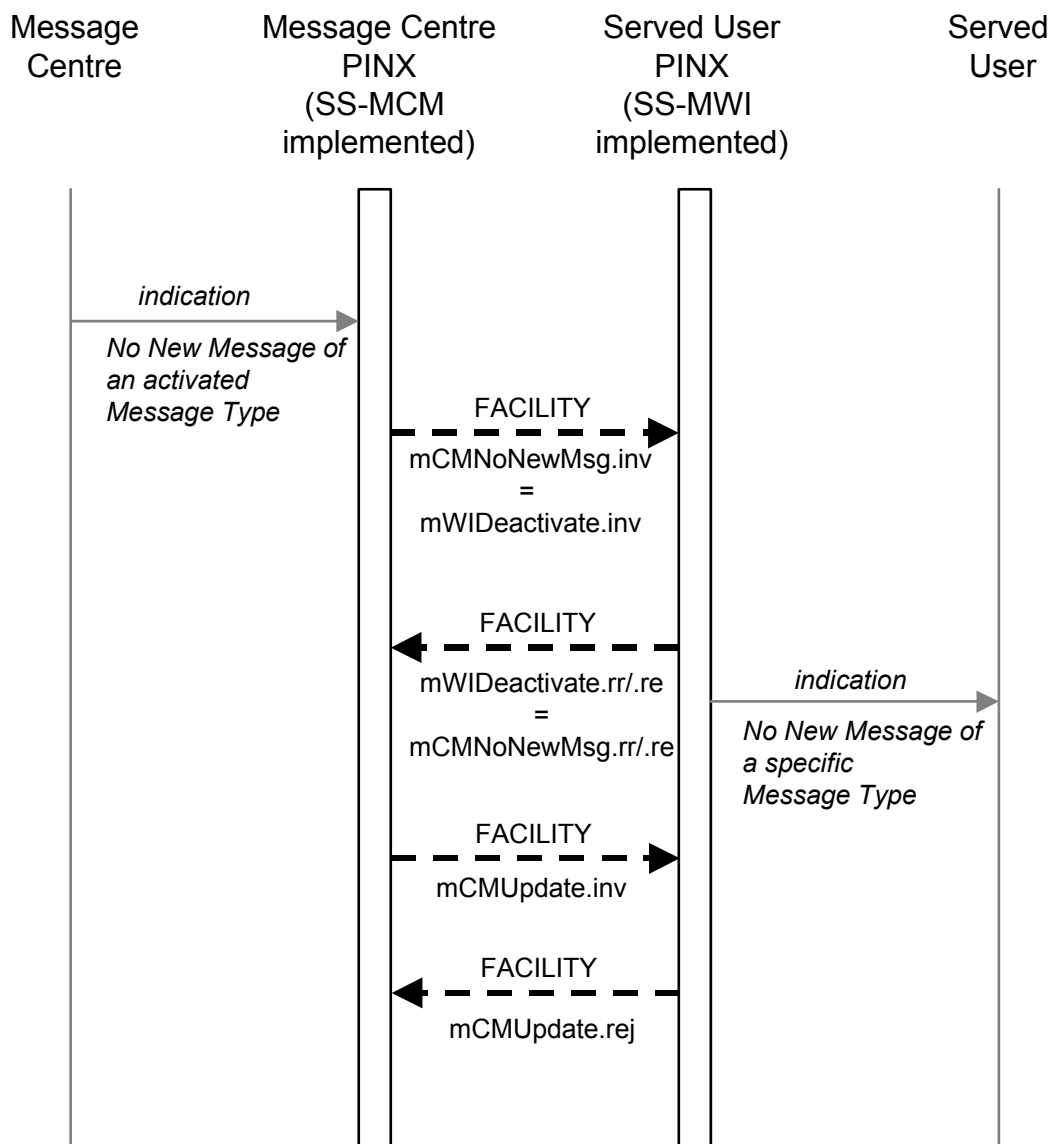 Message
Centre
Message Centre
PINX
(SS-MCM
implemented)
Served User
PINX
(SS-MWI
implemented)
Served
User
indication
No New Message of
an activated
Message Type
FACILITY
mCMNoNewMsg.inv
=
mWIDeactivate.inv
FACILITY
mWIDeactivate.rr/.re
=
mCMNoNewMsg.rr/.re
indication
No New Message of
a specific
Message Type
FACILITY
mCMUpdate.inv
FACILITY
mCMUpdate.rej